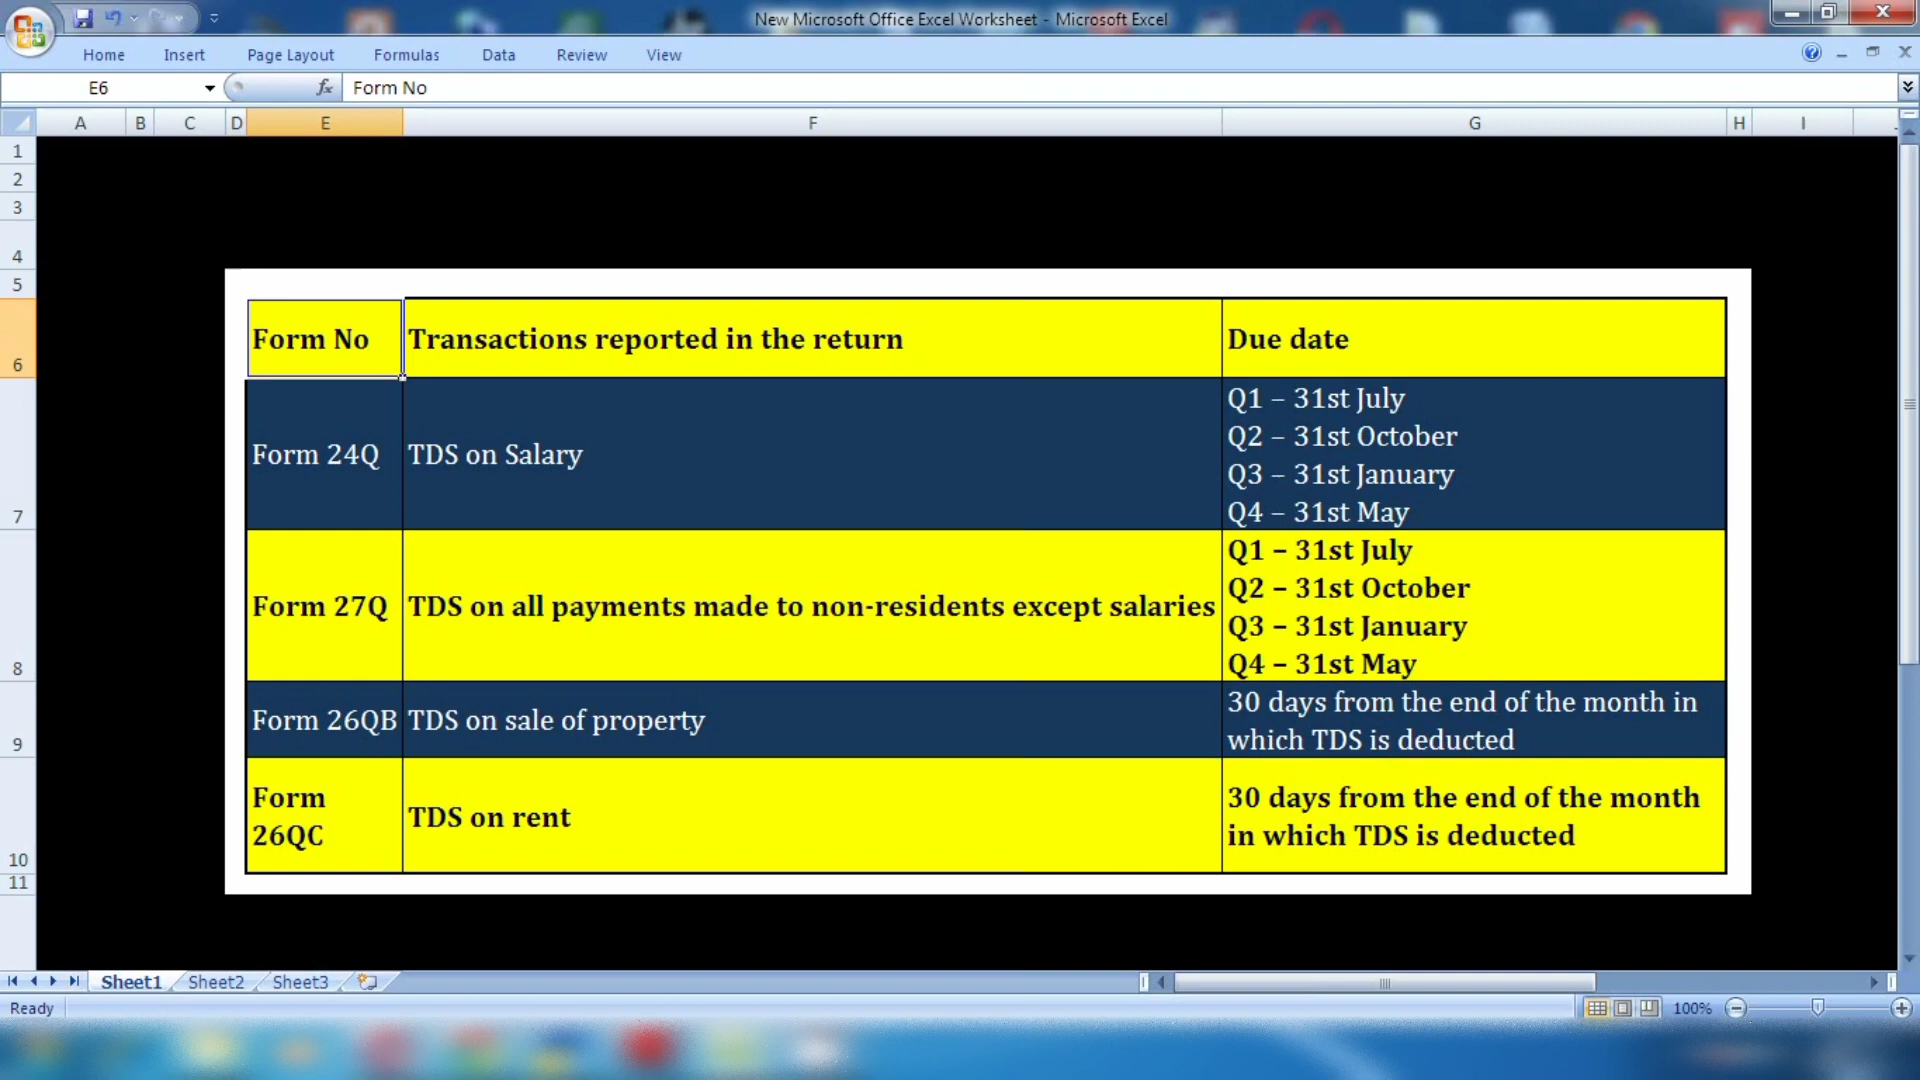 New Microsoft Office Excel Worksheet - Microsoft Excel
Home Insert Page Layout Formulas Data Review View
E6 fx Form No
A B C D E F G H I
1
2
3
4
5
6
Form No Transactions reported in the return Due date
7
Form 24Q TDS on Salary
Q1 – 31st July
Q2 – 31st October
Q3 – 31st January
Q4 – 31st May
8
Form 27Q TDS on all payments made to non-residents except salaries
Q1 – 31st July
Q2 – 31st October
Q3 – 31st January
Q4 – 31st May
9
Form 26QB TDS on sale of property
30 days from the end of the month in
which TDS is deducted
10
Form
26QC
TDS on rent
30 days from the end of the month
in which TDS is deducted
11
Sheet1 Sheet2 Sheet3
Ready 100%